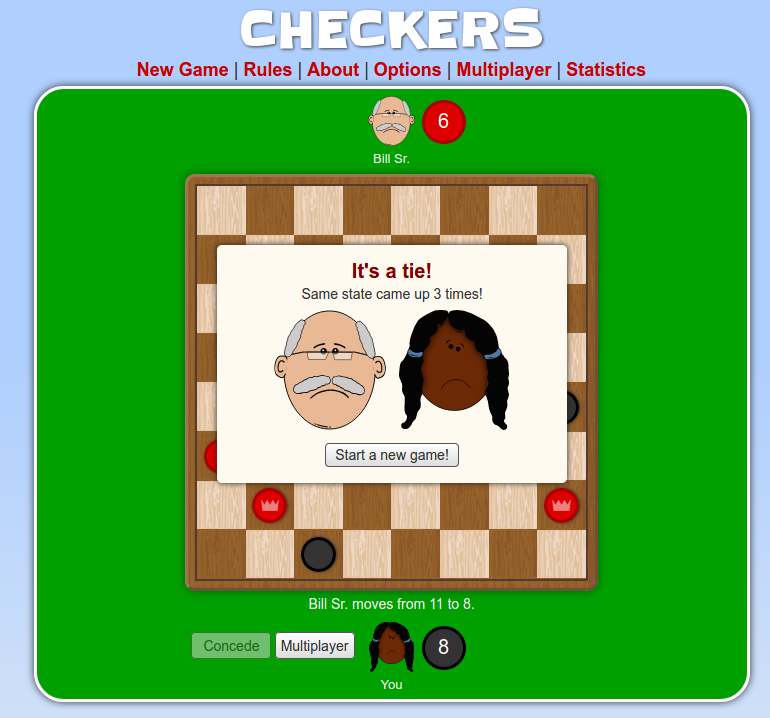 CHECKERS
New Game | Rules | About | Options | Multiplayer | Statistics
6
Bill Sr.
It's a tie!
Same state came up 3 times!
Start a new game!
Bill Sr. moves from 11 to 8.
Concede Multiplayer
8
You